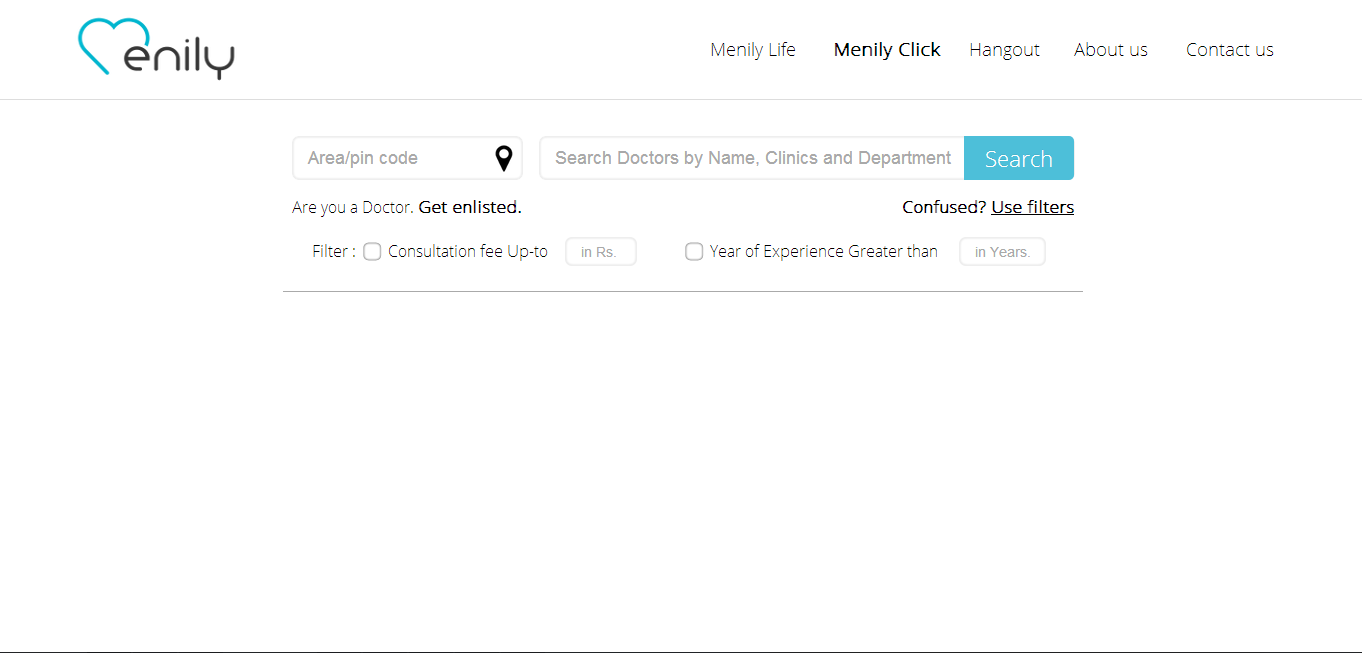 enily
Menily Life Menily Click Hangout About us Contact us
Area/pin code Search Doctors by Name, Clinics and Department Search
Are you a Doctor. Get enlisted. Confused? Use filters
Filter : Consultation fee Up-to in Rs. Year of Experience Greater than in Years.